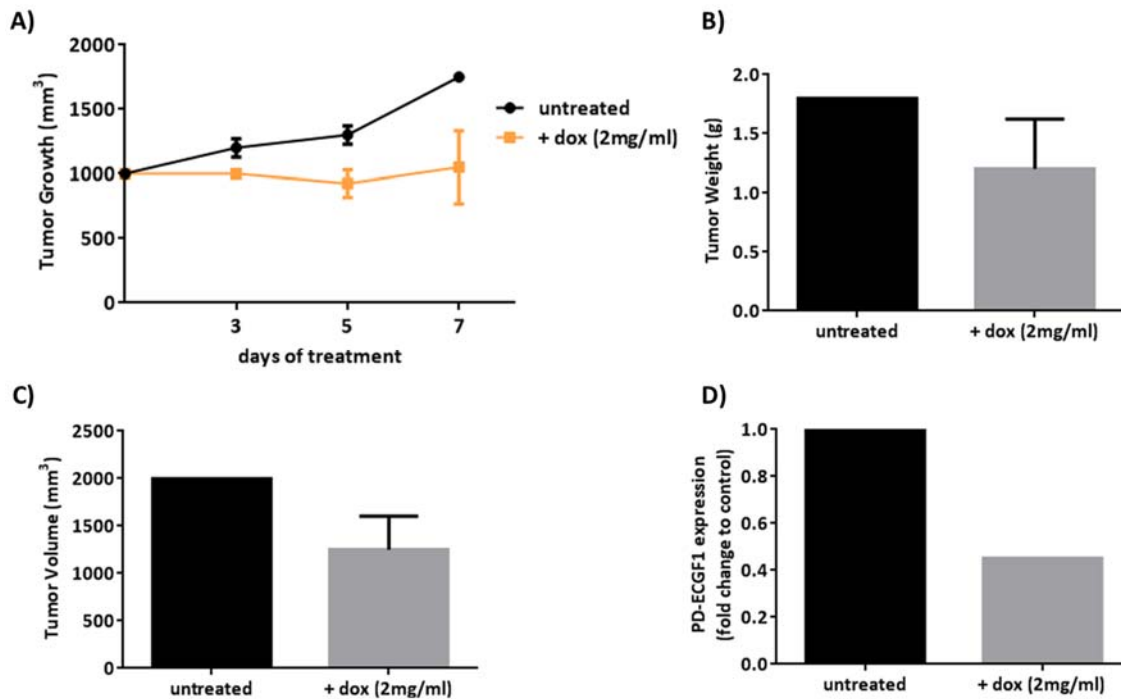 A)
Tumor Growth (mm³)
2000
1500
1000
500
0
3
5
7
days of treatment
untreated
+ dox (2mg/ml)
B)
Tumor Weight (g)
2.0
1.5
1.0
0.5
0.0
untreated
+ dox (2mg/ml)
C)
Tumor Volume (mm³)
2500
2000
1500
1000
500
0
untreated
+ dox (2mg/ml)
D)
PD-ECGF1 expression
(fold change to control)
1.0
0.8
0.6
0.4
0.2
0.0
untreated
+ dox (2mg/ml)